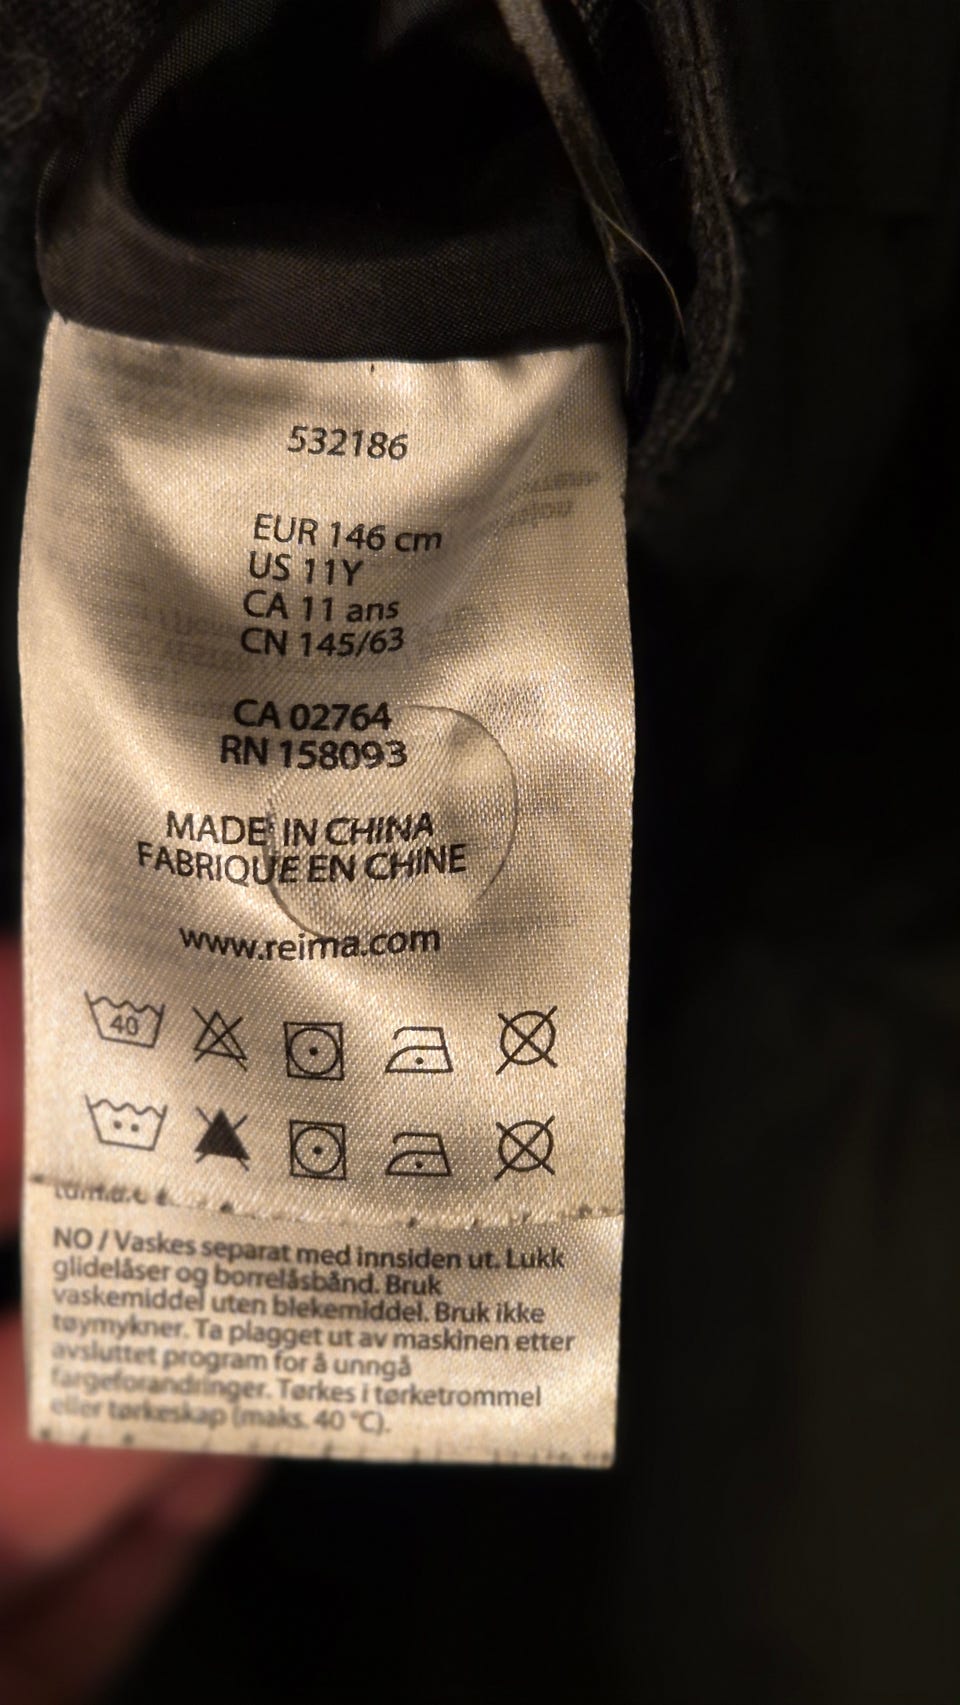 532186
EUR 146 cm
US 11Y
CA 11 ans
CN 145/63
CA 02764
RN 158093
MADE IN CHINA
FABRIQUE EN CHINE
www.reima.com
40
NO / Vaskes separat med innsiden ut. Lukk
glidelåser og borrelåsbånd. Bruk
vaskemiddel uten blekemiddel. Bruk ikke
tøymykner. Ta plagget ut av maskinen etter
avsluttet program for å unngå
fargeforandringer. Tørkes i tørketrommel
eller tørkeskap (maks. 40 °C).